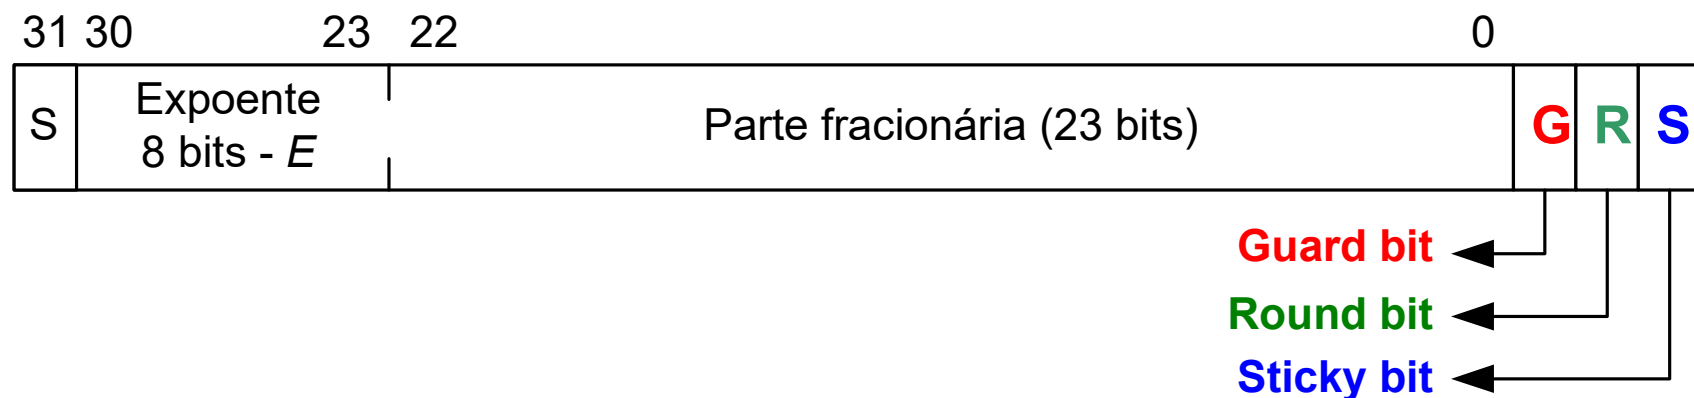 31 30 23 22 0
S Expoente 8 bits - E Parte fracionária (23 bits) G R S
Guard bit
Round bit
Sticky bit